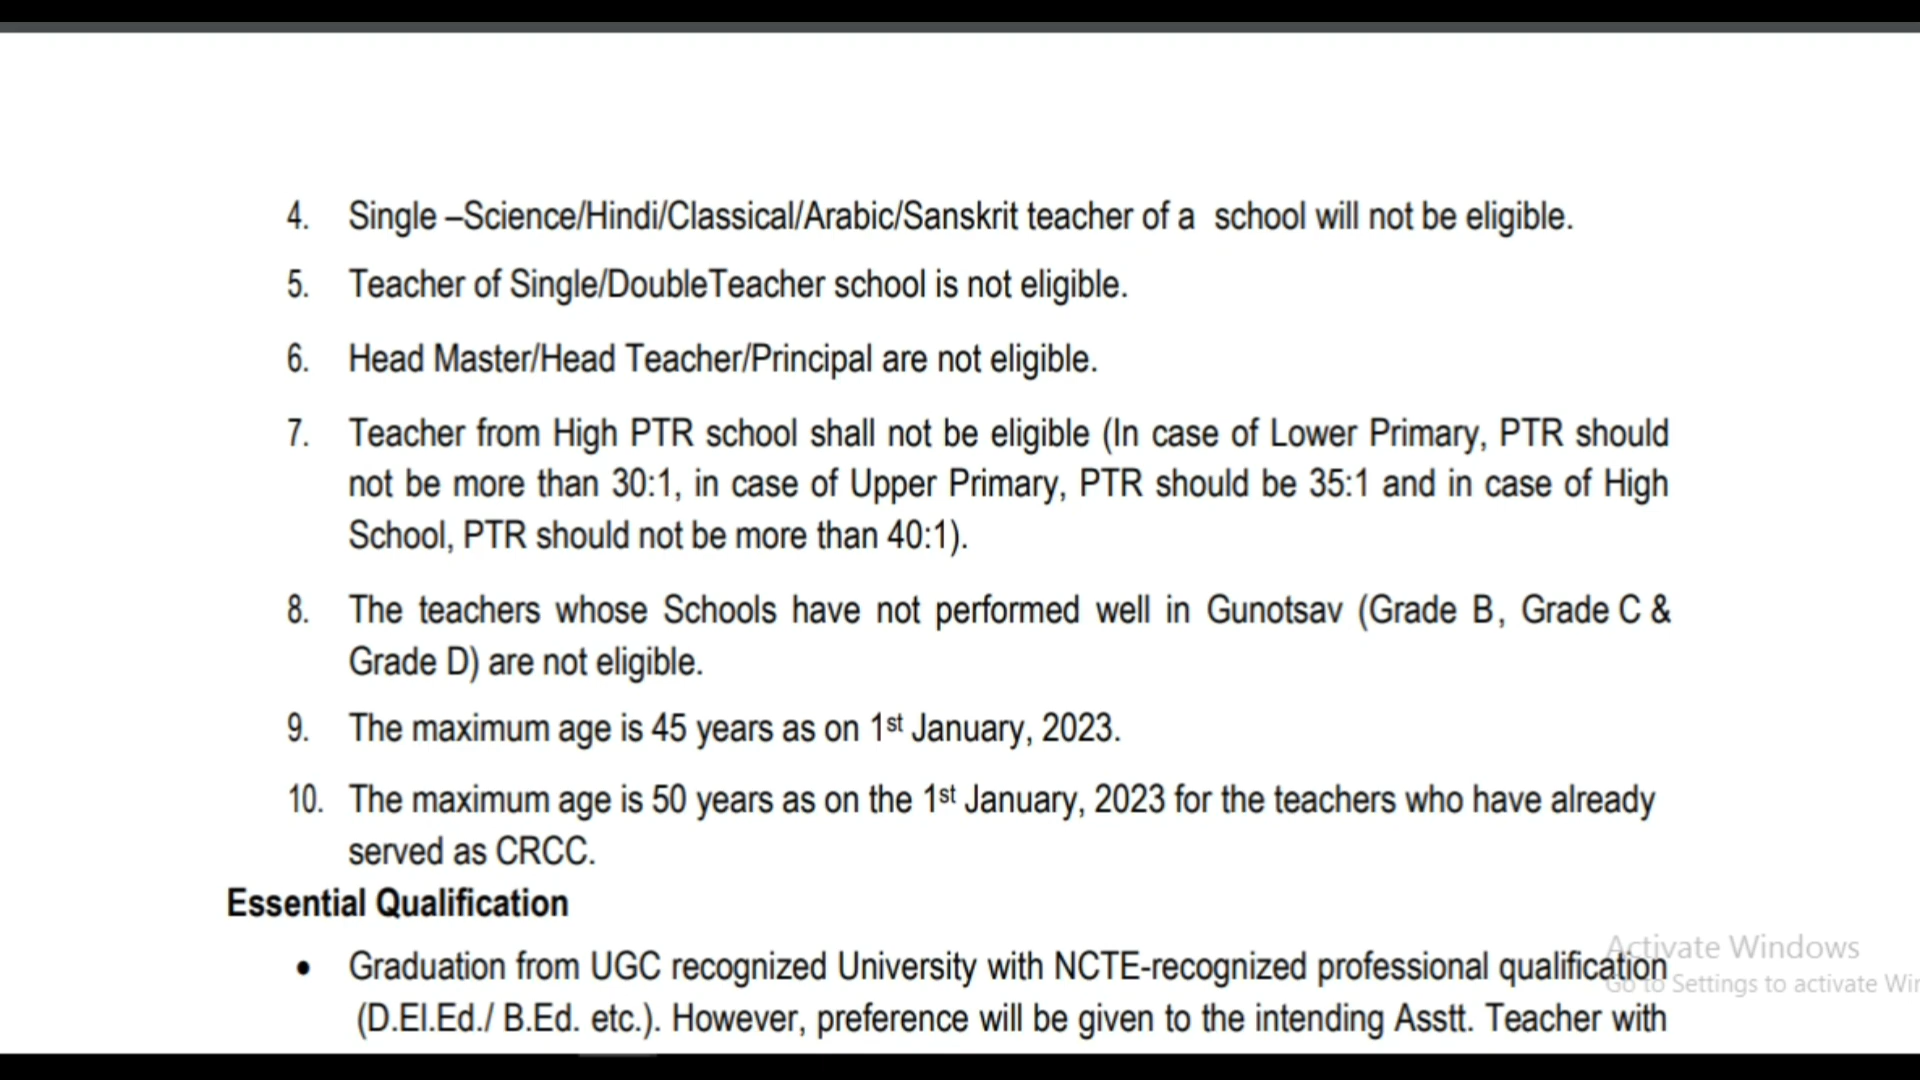 4. Single –Science/Hindi/Classical/Arabic/Sanskrit teacher of a school will not be eligible.
5. Teacher of Single/DoubleTeacher school is not eligible.
6. Head Master/Head Teacher/Principal are not eligible.
7. Teacher from High PTR school shall not be eligible (In case of Lower Primary, PTR should
not be more than 30:1, in case of Upper Primary, PTR should be 35:1 and in case of High
School, PTR should not be more than 40:1).
8. The teachers whose Schools have not performed well in Gunotsav (Grade B, Grade C &
Grade D) are not eligible.
9. The maximum age is 45 years as on 1st January, 2023.
10. The maximum age is 50 years as on the 1st January, 2023 for the teachers who have already
served as CRCC.
Essential Qualification
Activate Windows
• Graduation from UGC recognized University with NCTE-recognized professional qualification
Go to Settings to activate Win
(D.El.Ed./ B.Ed. etc.). However, preference will be given to the intending Asstt. Teacher with